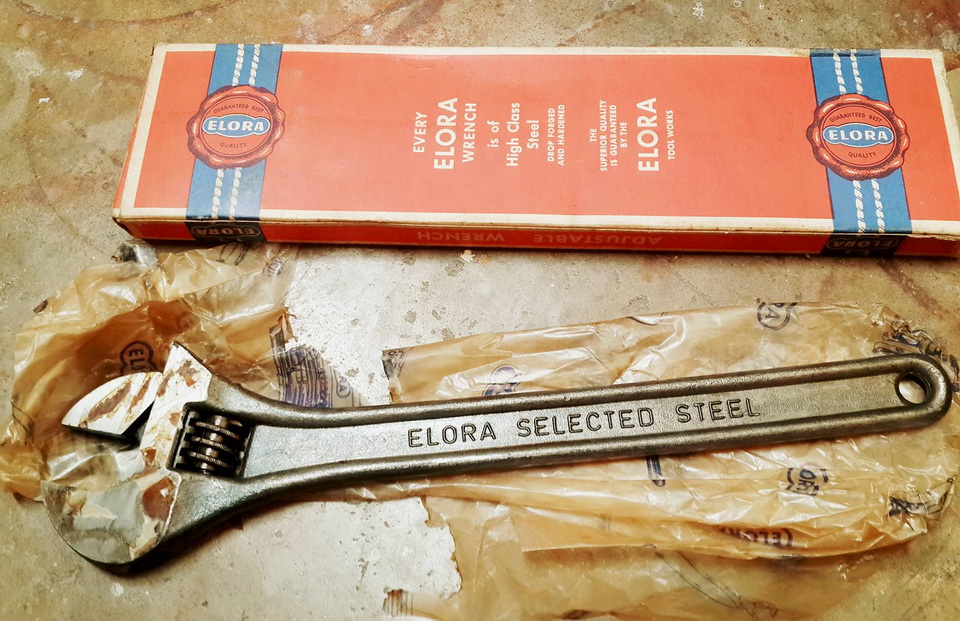 GUARANTEED BEST
ELORA
QUALITY
EVERY
ELORA
WRENCH
is of
High Class
Steel
DROP FORGED
AND HARDENED
THE
SUPERIOR QUALITY
IS GUARANTEED
BY THE
ELORA
TOOL WORKS
GUARANTEED BEST
ELORA
QUALITY
ELORA
ADJUSTABLE WRENCH
ELORA
ELORA SELECTED STEEL